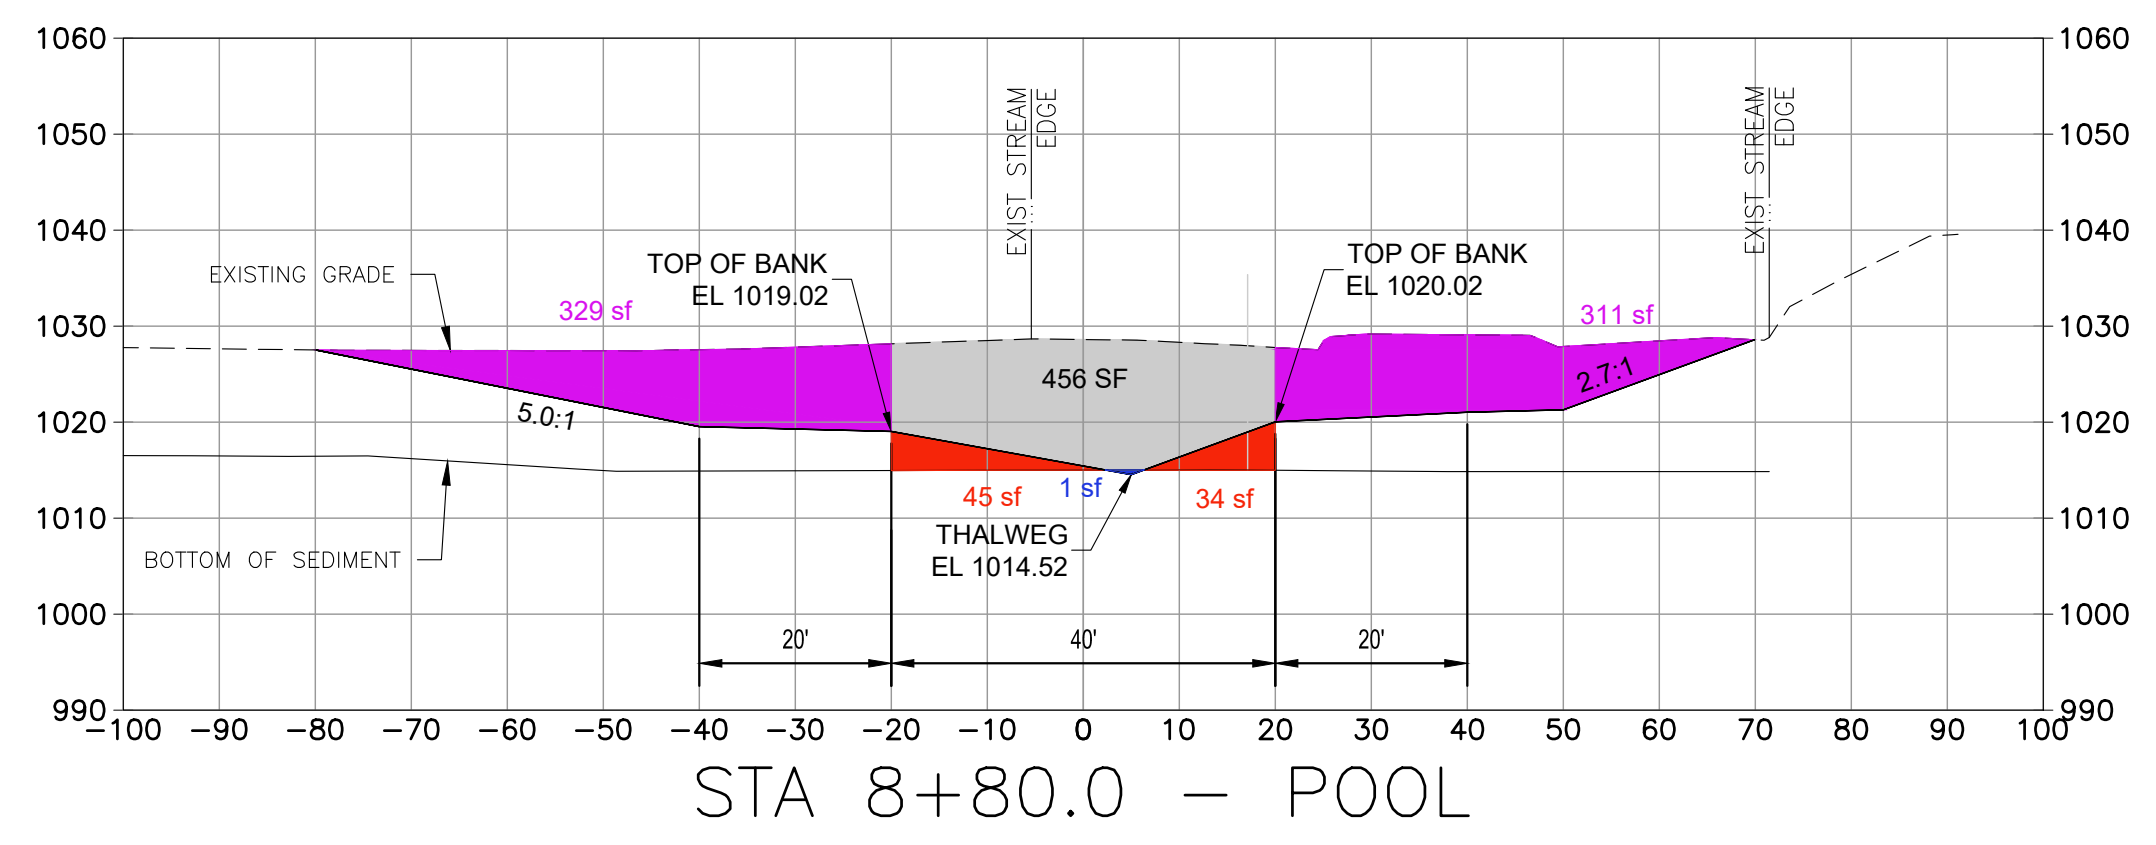 1060
1060
EXIST STREAM
EDGE
EXIST STREAM
EDGE
1050
1050
1040
1040
TOP OF BANK
EL 1019.02
TOP OF BANK
EL 1020.02
EXISTING GRADE
329 sf
311 sf
1030
1030
456 SF
2.7:1
5.0:1
1020
1020
45 sf
1 sf
34 sf
1010
1010
THALWEG
EL 1014.52
BOTTOM OF SEDIMENT
1000
1000
20'
40'
20'
990
990
-100 -90 -80 -70 -60 -50 -40 -30 -20 -10 0 10 20 30 40 50 60 70 80 90 100
STA 8+80.0 - POOL